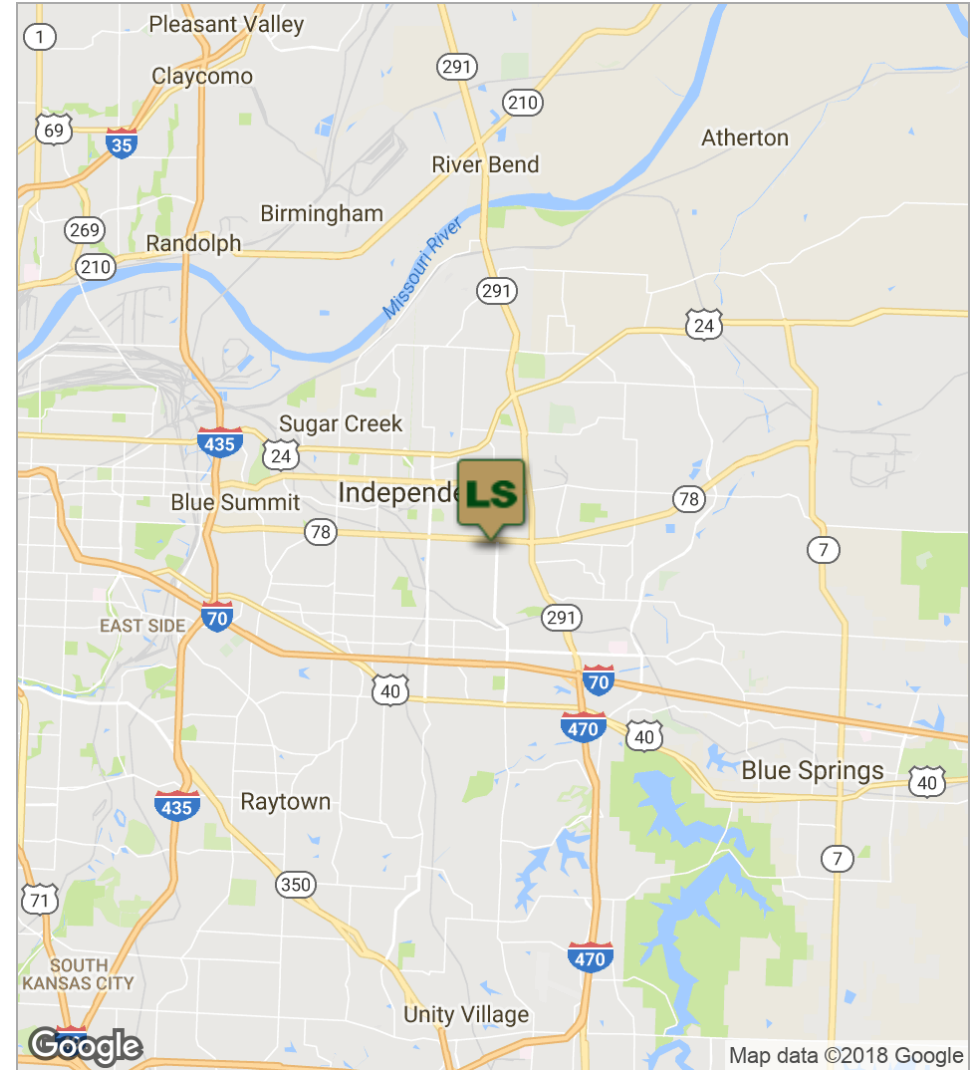 Pleasant Valley
1
Claycomo
291
210
69
35
Atherton
River Bend
Birmingham
269
Randolph
210
Missouri River
291
24
Sugar Creek
435
24
Independe
LS
Blue Summit
78
78
7
EAST SIDE
70
291
40
70
470
40
Blue Springs
40
435
Raytown
7
350
71
470
SOUTH
KANSAS CITY
Unity Village
Google
Map data ©2018 Google